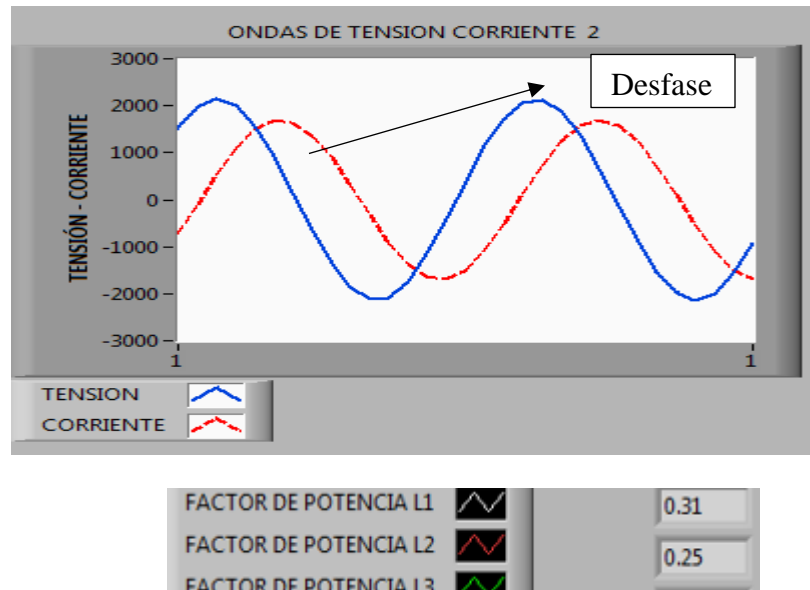 ONDAS DE TENSION CORRIENTE 2
Desfase
TENSIÓN - CORRIENTE
3000
2000
1000
0
-1000
-2000
-3000
1
1
TENSION
CORRIENTE
FACTOR DE POTENCIA L1
0.31
FACTOR DE POTENCIA L2
0.25
FACTOR DE POTENCIA L3